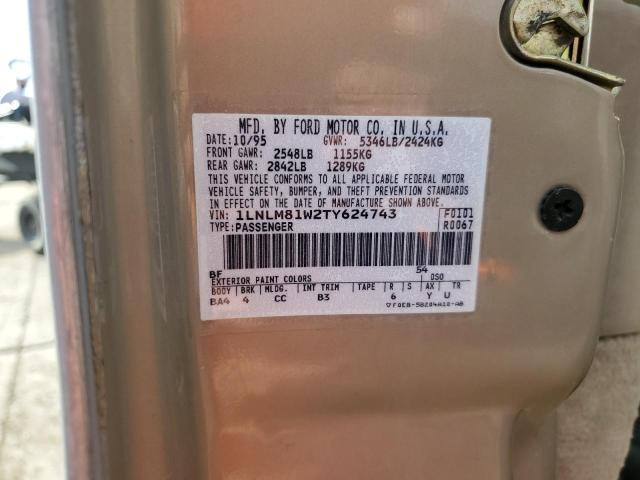 MFD. BY FORD MOTOR CO. IN U.S.A.
DATE: 10/95 GVWR: 5346LB/2424KG
FRONT GAWR: 2548LB 1155KG
REAR GAWR: 2842LB 1289KG
THIS VEHICLE CONFORMS TO ALL APPLICABLE FEDERAL MOTOR
VEHICLE SAFETY, BUMPER, AND THEFT PREVENTION STANDARDS
IN EFFECT ON THE DATE OF MANUFACTURE SHOWN ABOVE.
VIN: 1LNLM81W2TY624743 F0101
TYPE: PASSENGER R0067
BF 54
EXTERIOR PAINT COLORS DSO
BODY BRK MLDG. INT TRIM TAPE R S AX TR
BA4 4 CC B3 6 Y U
F0EB-5820410-AB